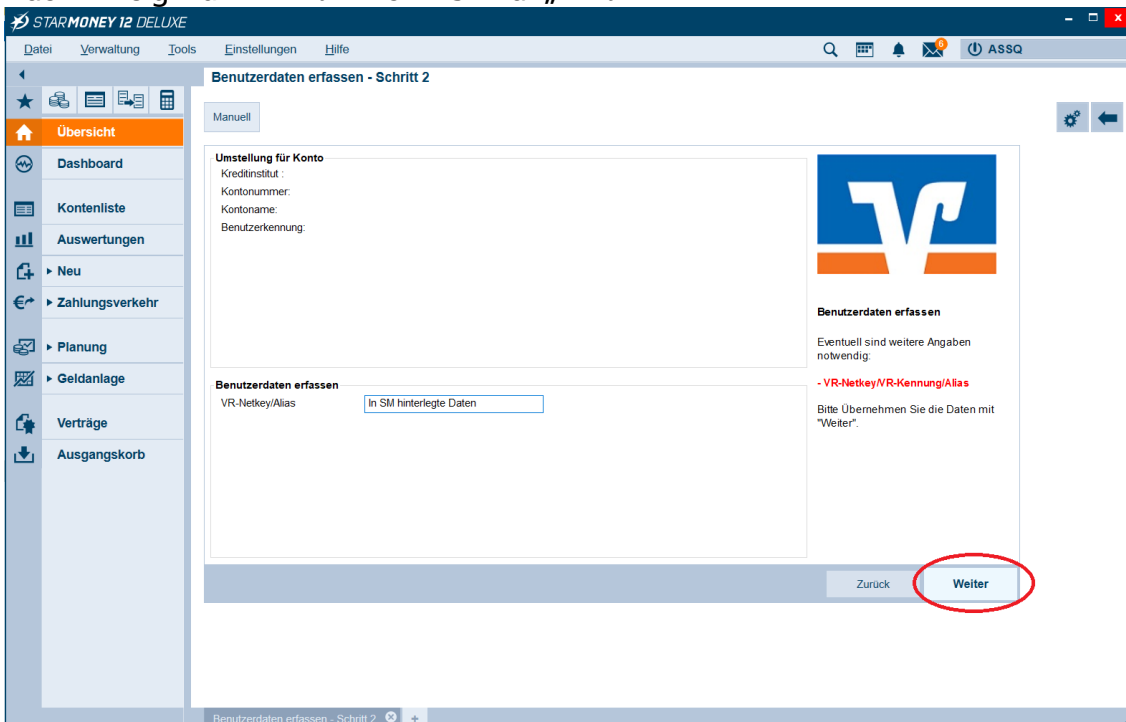 STARMONEY 12 DELUXE
Datei Verwaltung Tools Einstellungen Hilfe
6
ASSQ
Benutzerdaten erfassen - Schritt 2
Manuell
Übersicht
Dashboard
Kontenliste
Auswertungen
Neu
Zahlungsverkehr
Planung
Geldanlage
Verträge
Ausgangskorb
Umstellung für Konto
Kreditinstitut :
Kontonummer:
Kontoname:
Benutzerkennung:
Benutzerdaten erfassen
VR-Netkey/Alias In SM hinterlegte Daten
Benutzerdaten erfassen
Eventuell sind weitere Angaben
notwendig:
- VR-Netkey/VR-Kennung/Alias
Bitte Übernehmen Sie die Daten mit
"Weiter".
Zurück Weiter
Benutzerdaten erfassen - Schritt 2